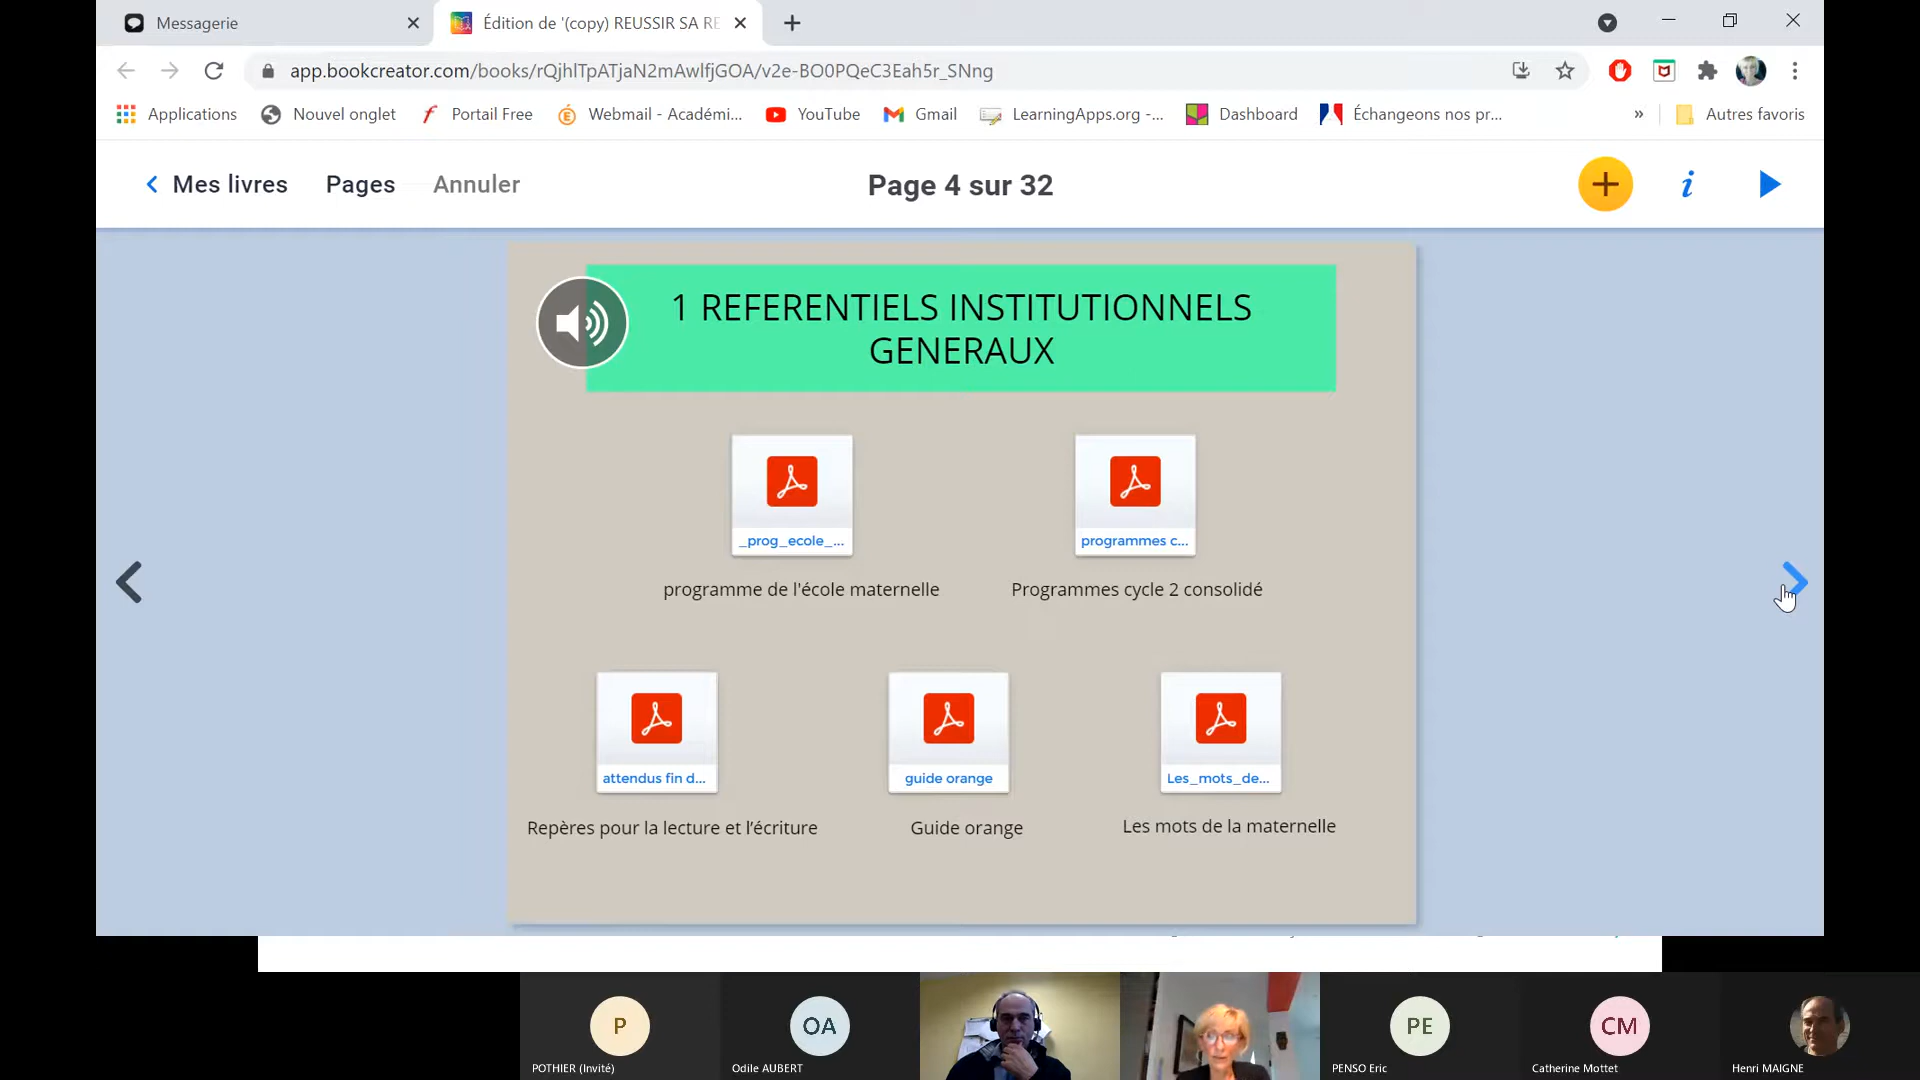 Messagerie
Édition de '(copy) REUSSIR SA RE
app.bookcreator.com/books/rQjhlTpATjaN2mAwlfjGOA/v2e-BO0PQeC3Eah5r_SNng
Applications
Nouvel onglet
Portail Free
Webmail - Académi...
YouTube
Gmail
LearningApps.org -...
Dashboard
Échangeons nos pr...
»
Autres favoris
Mes livres
Pages
Annuler
Page 4 sur 32
1 REFERENTIELS INSTITUTIONNELS
GENERAUX
_prog_ecole_...
programmes c...
programme de l'école maternelle
Programmes cycle 2 consolidé
attendus fin d...
guide orange
Les_mots_de...
Repères pour la lecture et l’écriture
Guide orange
Les mots de la maternelle
P
OA
PE
CM
POTHIER (Invité)
Odile AUBERT
PENSO Eric
Catherine Mottet
Henri MAIGNE